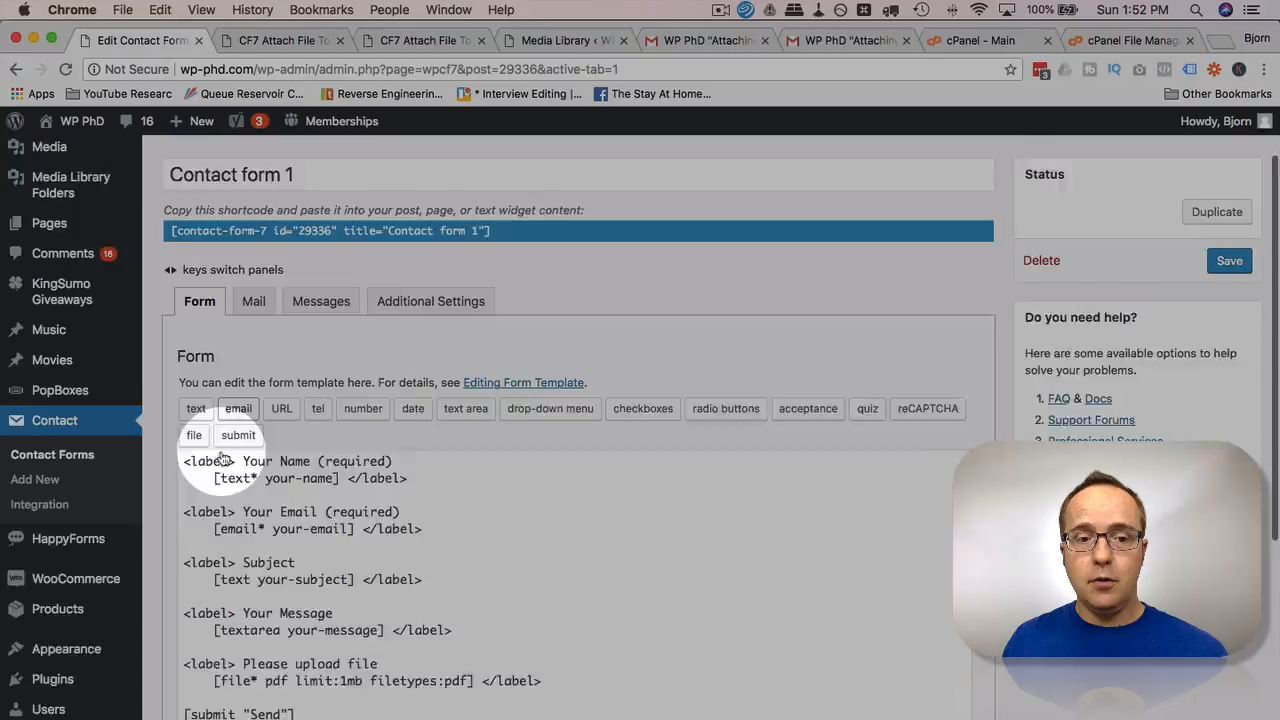 Chrome File Edit View History Bookmarks People Window Help 100% Sun 1:52 PM
Edit Contact Form CF7 Attach File To CF7 Attach File To Media Library ‹ W WP PhD "Attaching WP PhD "Attachin cPanel - Main cPanel File Manag Bjorn
Not Secure | wp-phd.com/wp-admin/admin.php?page=wpcf7&post=29336&active-tab=1 3
Apps YouTube Researc Queue Reservoir C... Reverse Engineerin... * Interview Editing |... The Stay At Home... Other Bookmarks
WP PhD 16 New 3 Memberships Howdy, Bjorn
Media
Media Library
Folders
Pages
Comments 16
KingSumo
Giveaways
Music
Movies
PopBoxes
Contact
Contact Forms
Add New
Integration
HappyForms
WooCommerce
Products
Appearance
Plugins
Users
Contact form 1
Copy this shortcode and paste it into your post, page, or text widget content:
[contact-form-7 id="29336" title="Contact form 1"]
keys switch panels
Form Mail Messages Additional Settings
Form
You can edit the form template here. For details, see Editing Form Template.
text email URL tel number date text area drop-down menu checkboxes radio buttons acceptance quiz reCAPTCHA
file submit
<label> Your Name (required)
[text* your-name] </label>
<label> Your Email (required)
[email* your-email] </label>
<label> Subject
[text your-subject] </label>
<label> Your Message
[textarea your-message] </label>
<label> Please upload file
[file* pdf limit:1mb filetypes:pdf] </label>
[submit "Send"]
Status
Duplicate
Delete Save
Do you need help?
Here are some available options to help
solve your problems.
1. FAQ & Docs
2. Support Forums
3. Professional Services